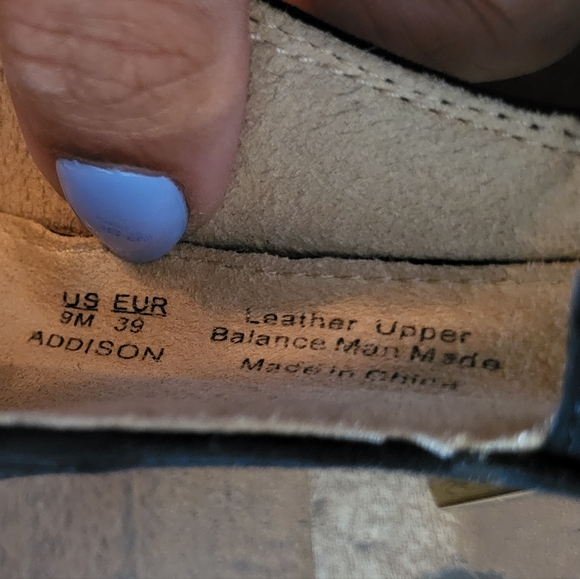 US EUR
9M 39
ADDISON
Leather Upper
Balance Man Made
Made in China